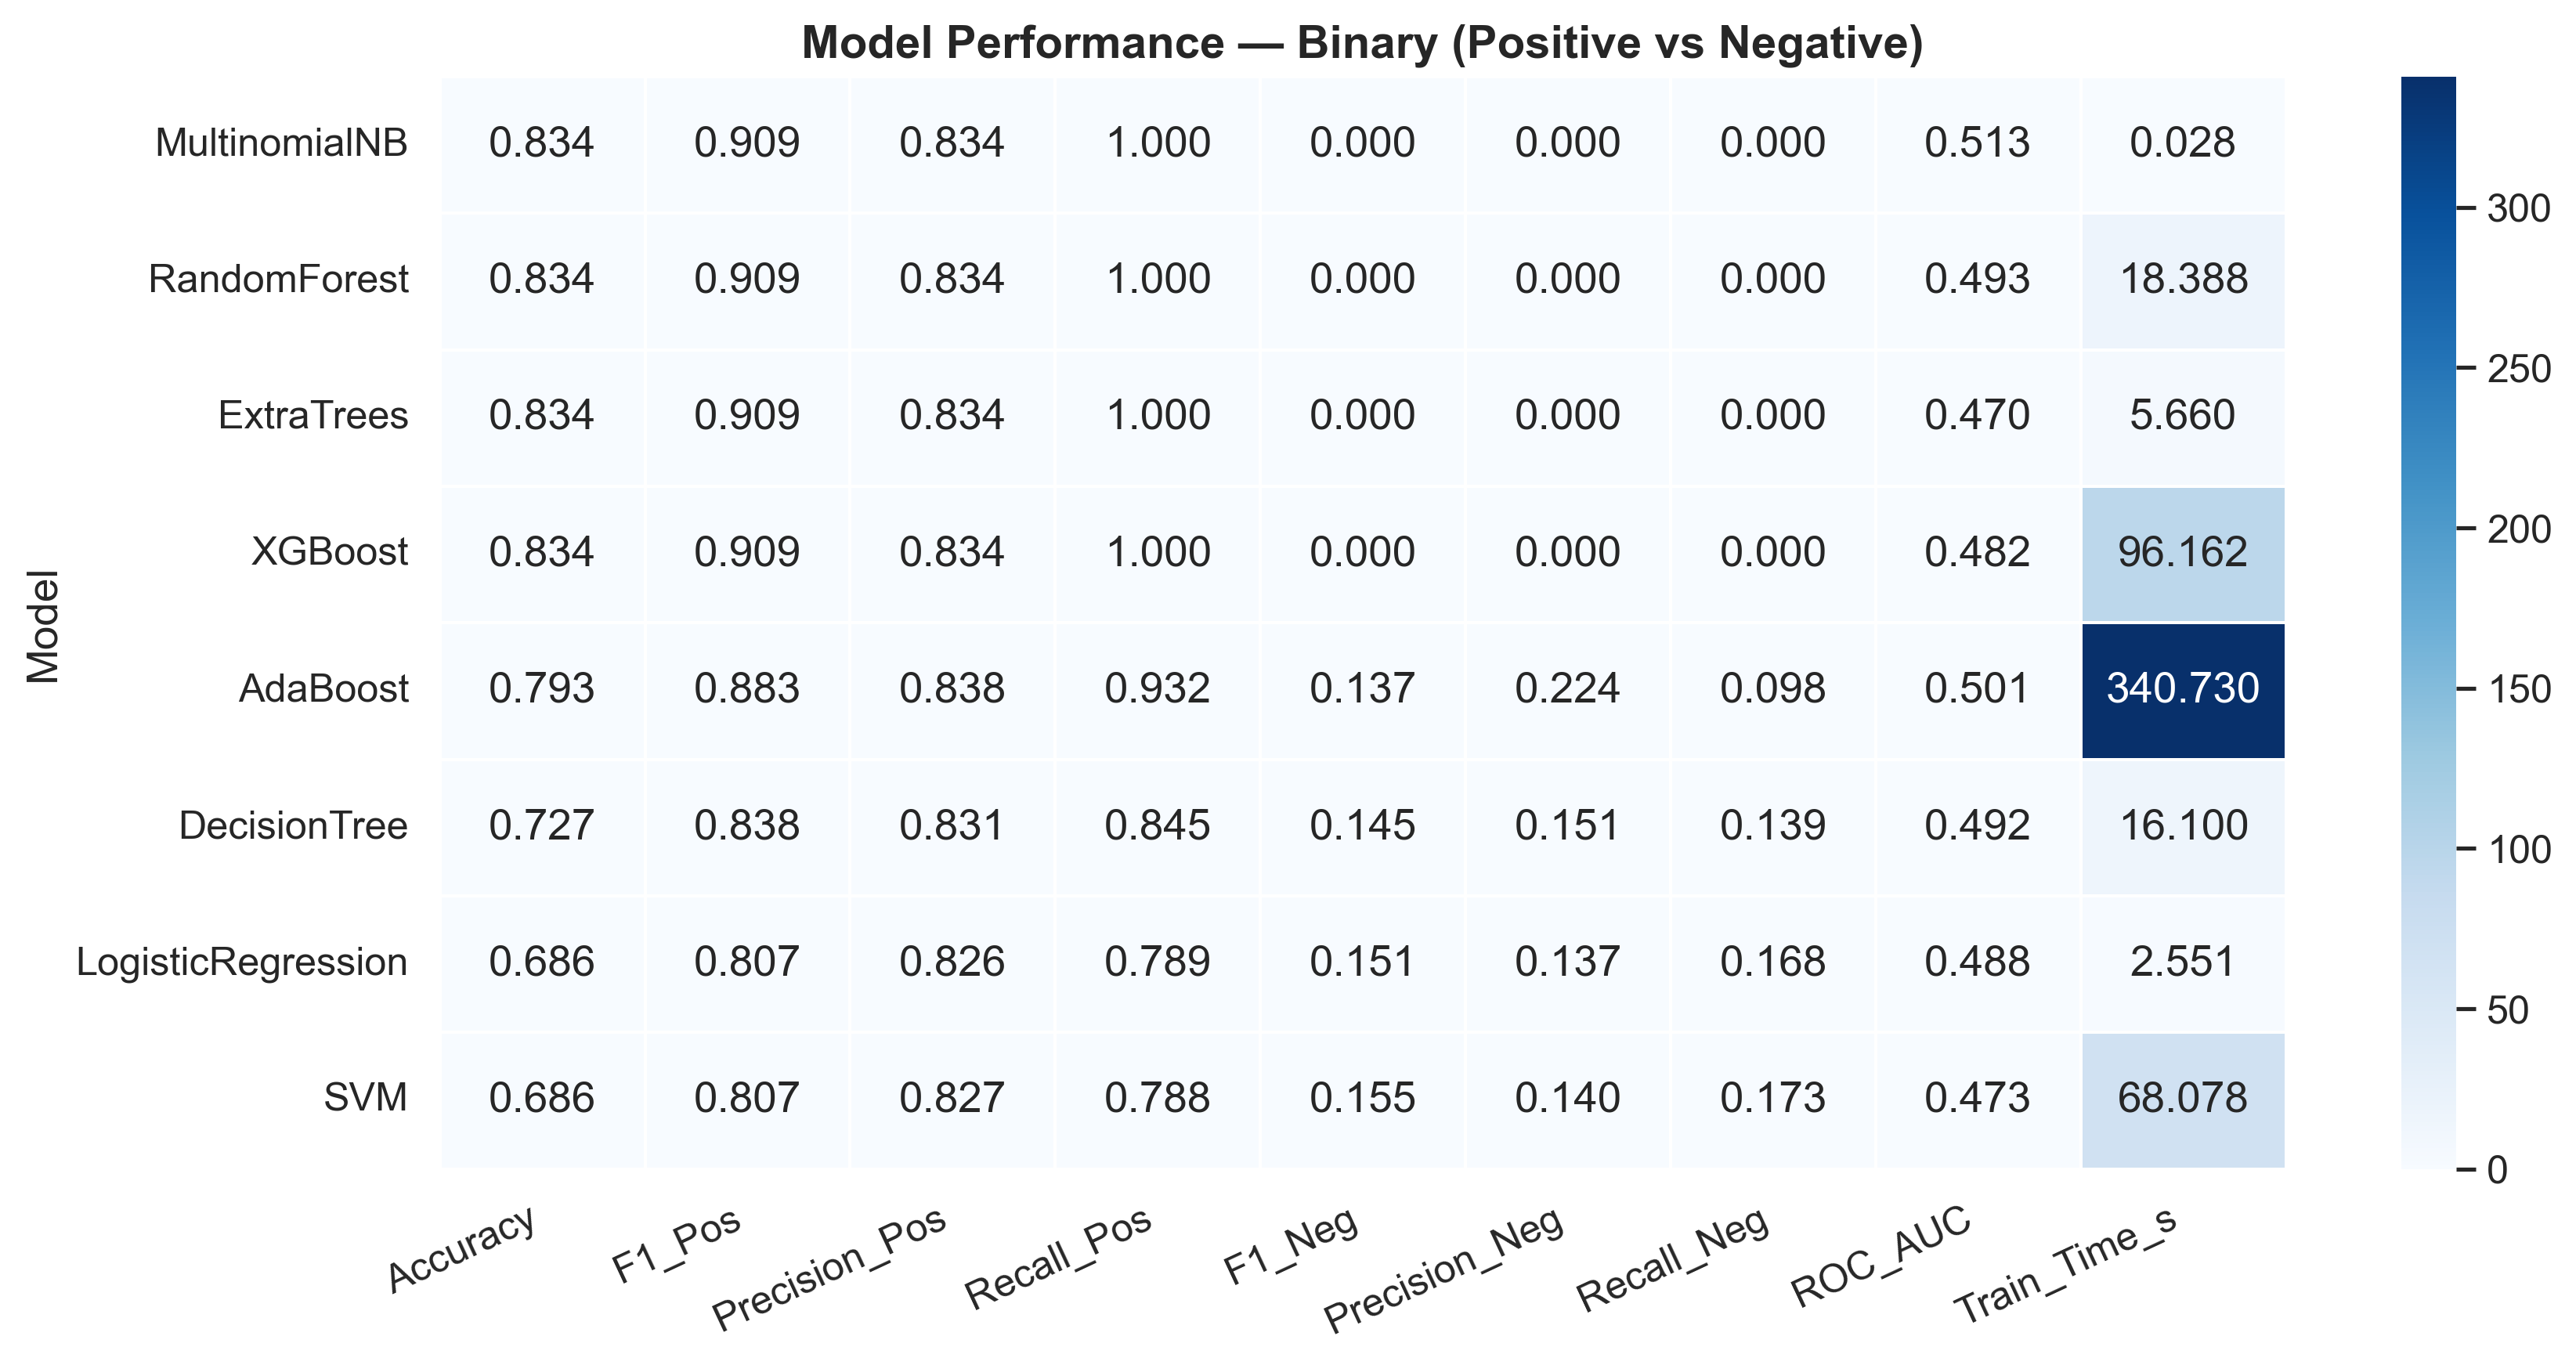 Model Performance — Binary (Positive vs Negative)
MultinomialNB 0.834 0.909 0.834 1.000 0.000 0.000 0.000 0.513 0.028
RandomForest 0.834 0.909 0.834 1.000 0.000 0.000 0.000 0.493 18.388
ExtraTrees 0.834 0.909 0.834 1.000 0.000 0.000 0.000 0.470 5.660
XGBoost 0.834 0.909 0.834 1.000 0.000 0.000 0.000 0.482 96.162
AdaBoost 0.793 0.883 0.838 0.932 0.137 0.224 0.098 0.501 340.730
DecisionTree 0.727 0.838 0.831 0.845 0.145 0.151 0.139 0.492 16.100
LogisticRegression 0.686 0.807 0.826 0.789 0.151 0.137 0.168 0.488 2.551
SVM 0.686 0.807 0.827 0.788 0.155 0.140 0.173 0.473 68.078
Model
Accuracy F1_Pos Precision_Pos Recall_Pos F1_Neg Precision_Neg Recall_Neg ROC_AUC Train_Time_s
300
250
200
150
100
50
0